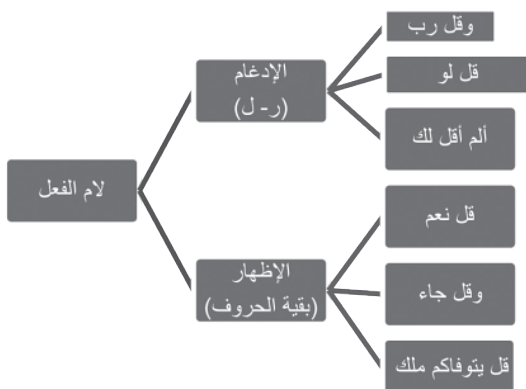 لام الفعل
الإدغام
(ر- ل)
وقل رب
قل لو
ألم أقل لك
الإظهار
(بقية الحروف)
قل نعم
وقل جاء
قل يتوفاكم ملك